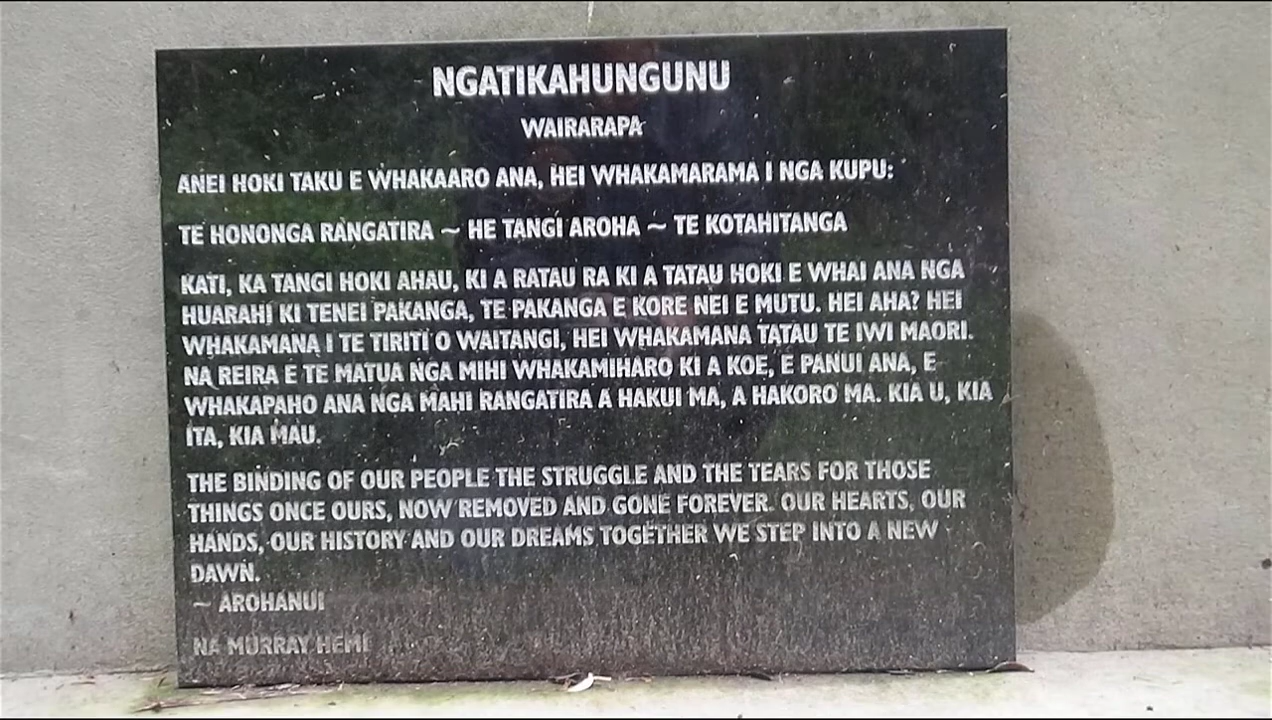 NGATIKAHUNGUNU
WAIRARAPA
ANEI HOKI TAKU E WHAKAARO ANA, HEI WHAKAMARAMA I NGA KUPU:
TE HONONGA RANGATIRA ~ HE TANGI AROHA ~ TE KOTAHITANGA
KATI, KA TANGI HOKI AHAU, KI A RATAU RA KI A TATAU HOKI E WHAI ANA NGA
HUARAHI KI TENEI PAKANGA, TE PAKANGA E KORE NEI E MUTU. HEI AHA? HEI
WHAKAMANA I TE TIRITI O WAITANGI, HEI WHAKAMANA TATAU TE IWI MAORI.
NA REIRA E TE MATUA NGA MIHI WHAKAMIHARO KI A KOE, E PANUI ANA, E
WHAKAPAHO ANA NGA MAHI RANGATIRA A HAKUI MA, A HAKORO MA. KIA U, KIA
ITA, KIA MAU.
THE BINDING OF OUR PEOPLE THE STRUGGLE AND THE TEARS FOR THOSE
THINGS ONCE OURS, NOW REMOVED AND GONE FOREVER. OUR HEARTS, OUR
HANDS, OUR HISTORY AND OUR DREAMS TOGETHER WE STEP INTO A NEW
DAWN.
~ AROHANUI
NA MURRAY HEMI